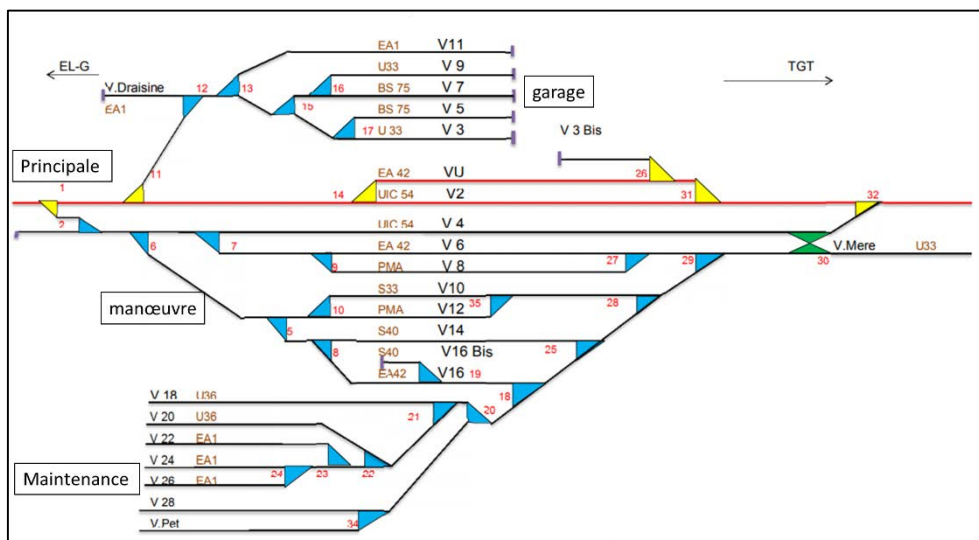 EA1 V11
EL-G
U33 V 9
TGT
V.Draisine 12 13 16 BS 75 V 7
garage
EA1 15 BS 75 V 5
17 U 33 V 3
V 3 Bis
Principale
11 EA 42 VU 26
1 14 UIC 54 V2 31 32
2 UIC 54 V 4
6 7 EA 42 V 6 V.Mere U33
9 PMA V 8 27 29 30
S33 V10
manœuvre 10 PMA V12 35 28
5 S40 V14
8 S40 V16 Bis 25
EA42 V16 19
V 18 U36 18
V 20 U36 21 20
V 22 EA1
V 24 EA1
Maintenance 24 23 22
V 26 EA1
V 28
V.Pet 34